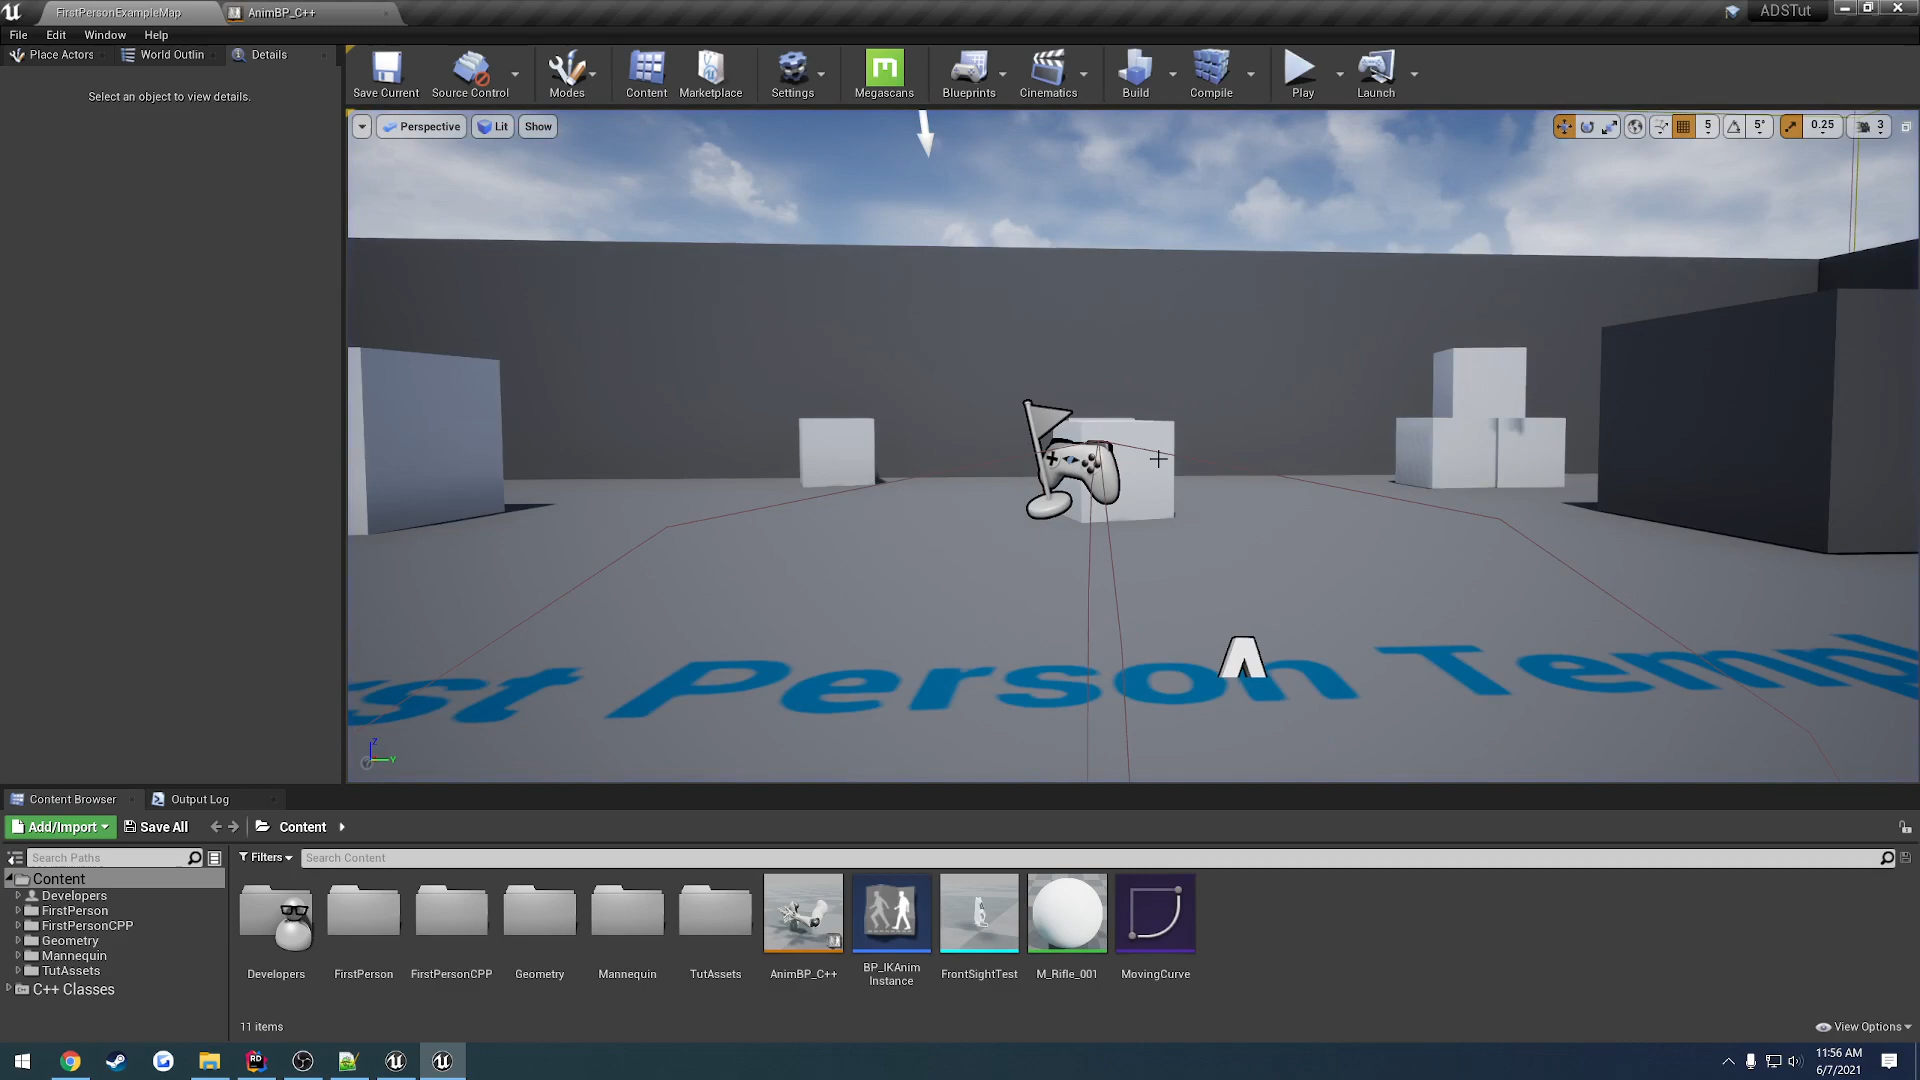 FirstPersonExampleMap
AnimBP_C++
ADSTut
File Edit Window Help
Place Actors
World Outlin
Details
Select an object to view details.
Save Current
Source Control
Modes
Content
Marketplace
Settings
Megascans
Blueprints
Cinematics
Build
Compile
Play
Launch
Perspective
Lit
Show
5
5°
0.25
3
st Person Templ
Z
Y
Content Browser
Output Log
Add/Import
Save All
Content
Search Paths
Filters
Search Content
Content
Developers
FirstPerson
FirstPersonCPP
Geometry
Mannequin
TutAssets
C++ Classes
Developers
FirstPerson
FirstPersonCPP
Geometry
Mannequin
TutAssets
AnimBP_C++
BP_IKAnim
Instance
FrontSightTest
M_Rifle_001
MovingCurve
11 items
View Options
RD
11:56 AM
6/7/2021